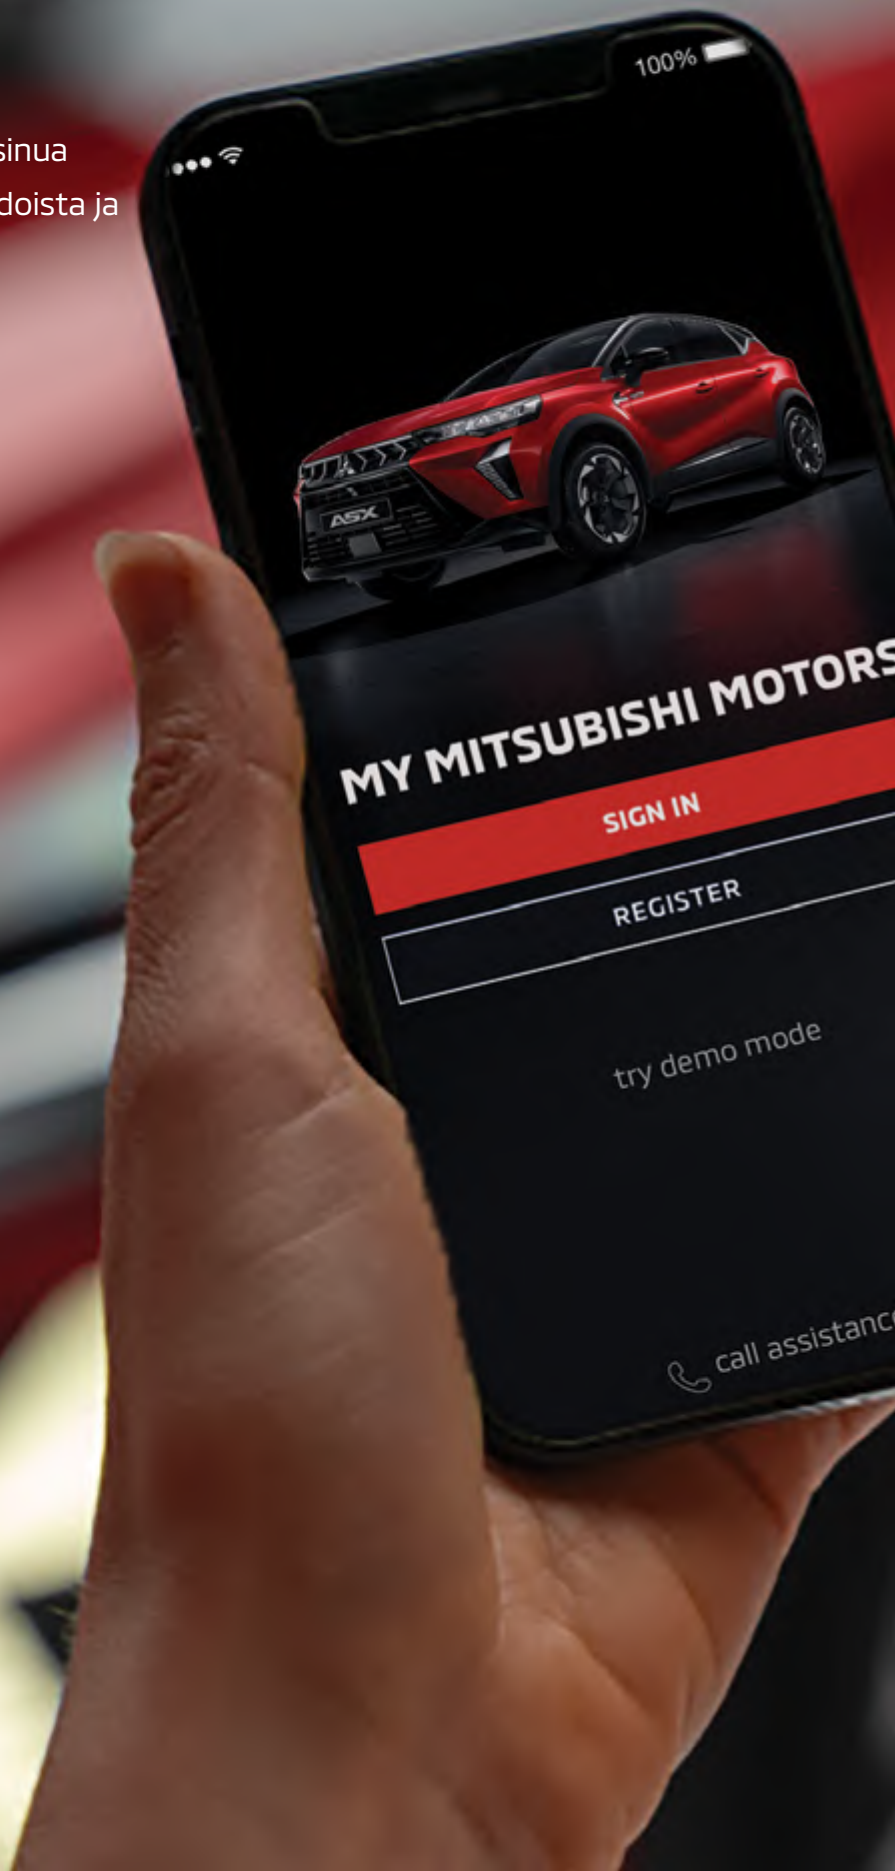 sinua
doista ja
100%
ASX
MY MITSUBISHI MOTORS
SIGN IN
REGISTER
try demo mode
call assistance